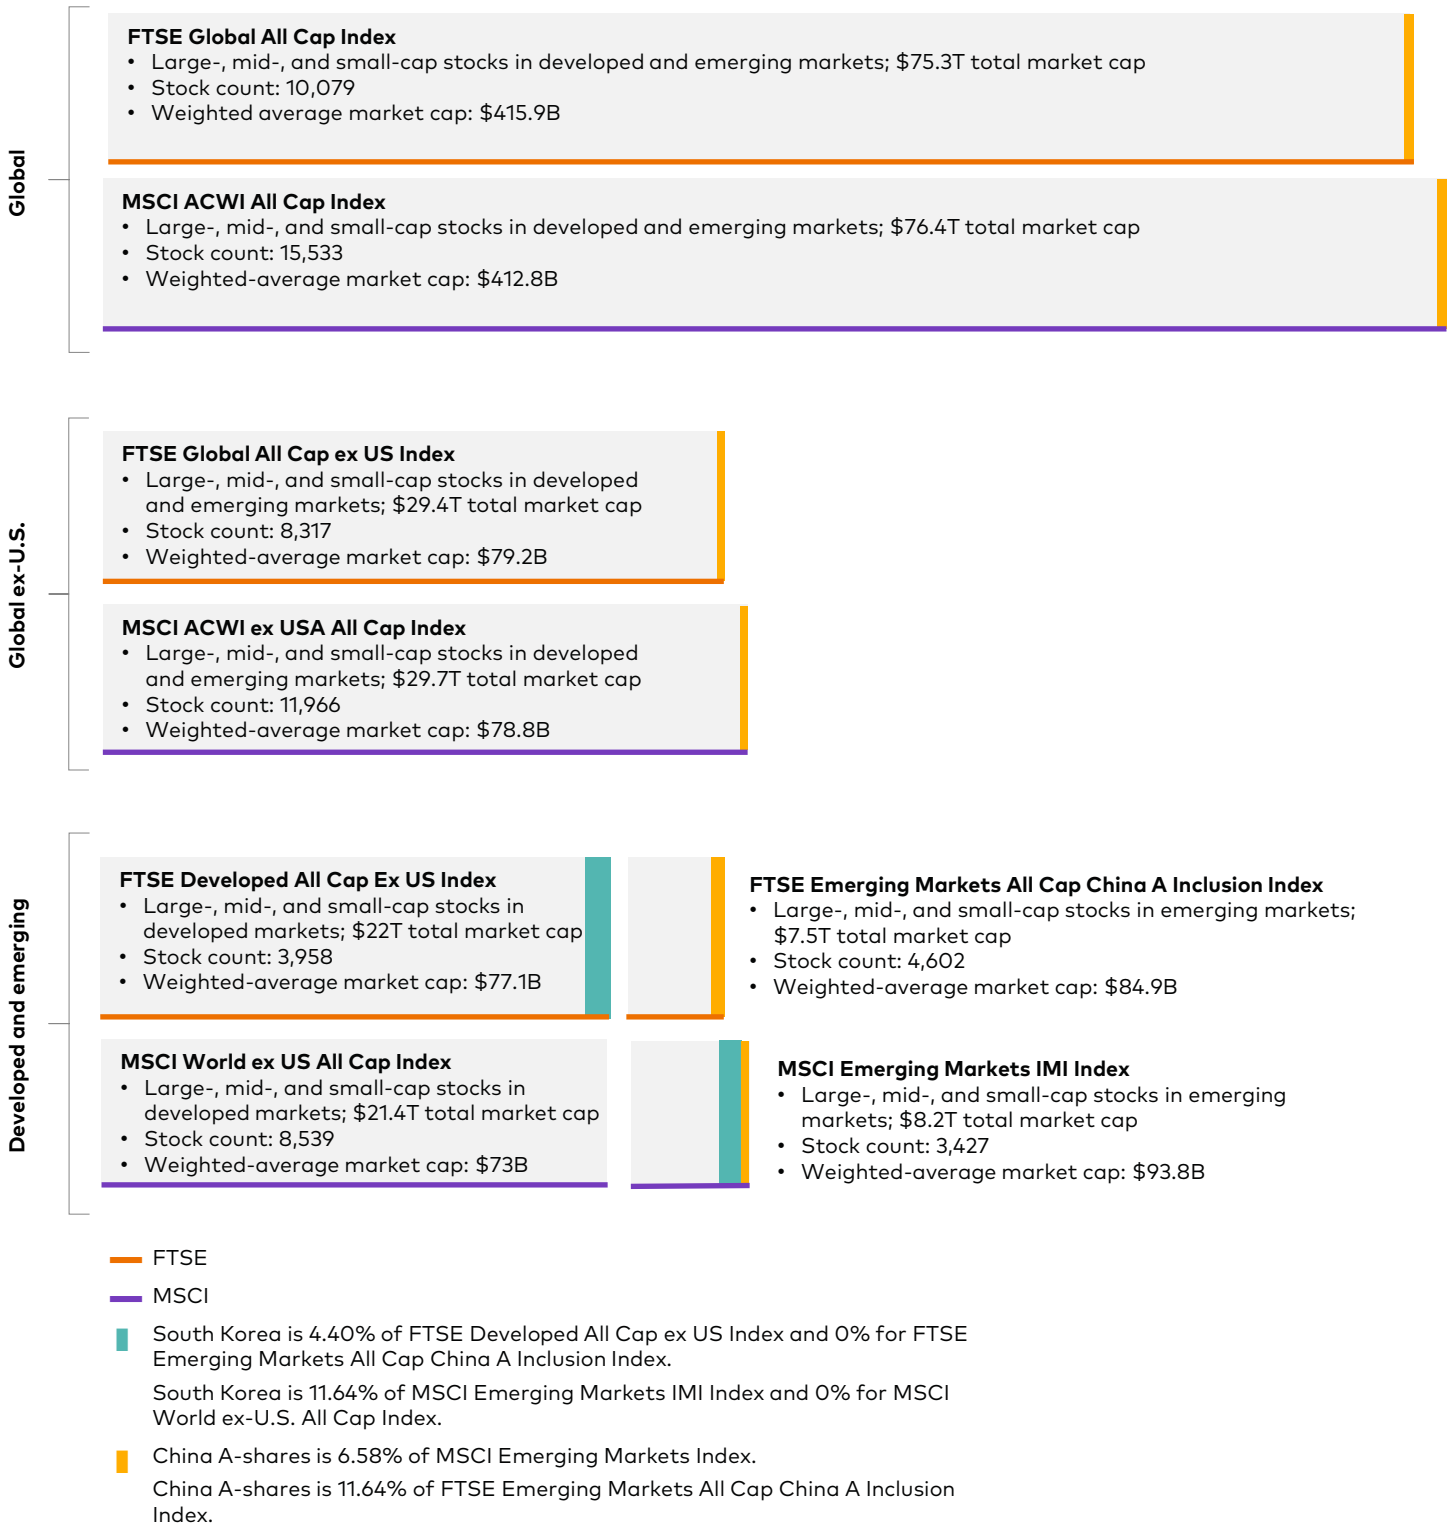 Global
FTSE Global All Cap Index
• Large-, mid-, and small-cap stocks in developed and emerging markets; $75.3T total market cap
• Stock count: 10,079
• Weighted average market cap: $415.9B
MSCI ACWI All Cap Index
• Large-, mid-, and small-cap stocks in developed and emerging markets; $76.4T total market cap
• Stock count: 15,533
• Weighted-average market cap: $412.8B
Global ex-U.S.
FTSE Global All Cap ex US Index
• Large-, mid-, and small-cap stocks in developed
and emerging markets; $29.4T total market cap
• Stock count: 8,317
• Weighted-average market cap: $79.2B
MSCI ACWI ex USA All Cap Index
• Large-, mid-, and small-cap stocks in developed
and emerging markets; $29.7T total market cap
• Stock count: 11,966
• Weighted-average market cap: $78.8B
Developed and emerging
FTSE Developed All Cap Ex US Index
• Large-, mid-, and small-cap stocks in
developed markets; $22T total market cap
• Stock count: 3,958
• Weighted-average market cap: $77.1B
FTSE Emerging Markets All Cap China A Inclusion Index
• Large-, mid-, and small-cap stocks in emerging markets;
$7.5T total market cap
• Stock count: 4,602
• Weighted-average market cap: $84.9B
MSCI World ex US All Cap Index
• Large-, mid-, and small-cap stocks in
developed markets; $21.4T total market cap
• Stock count: 8,539
• Weighted-average market cap: $73B
MSCI Emerging Markets IMI Index
• Large-, mid-, and small-cap stocks in emerging
markets; $8.2T total market cap
• Stock count: 3,427
• Weighted-average market cap: $93.8B
FTSE
MSCI
South Korea is 4.40% of FTSE Developed All Cap ex US Index and 0% for FTSE
Emerging Markets All Cap China A Inclusion Index.
South Korea is 11.64% of MSCI Emerging Markets IMI Index and 0% for MSCI
World ex-U.S. All Cap Index.
China A-shares is 6.58% of MSCI Emerging Markets Index.
China A-shares is 11.64% of FTSE Emerging Markets All Cap China A Inclusion
Index.